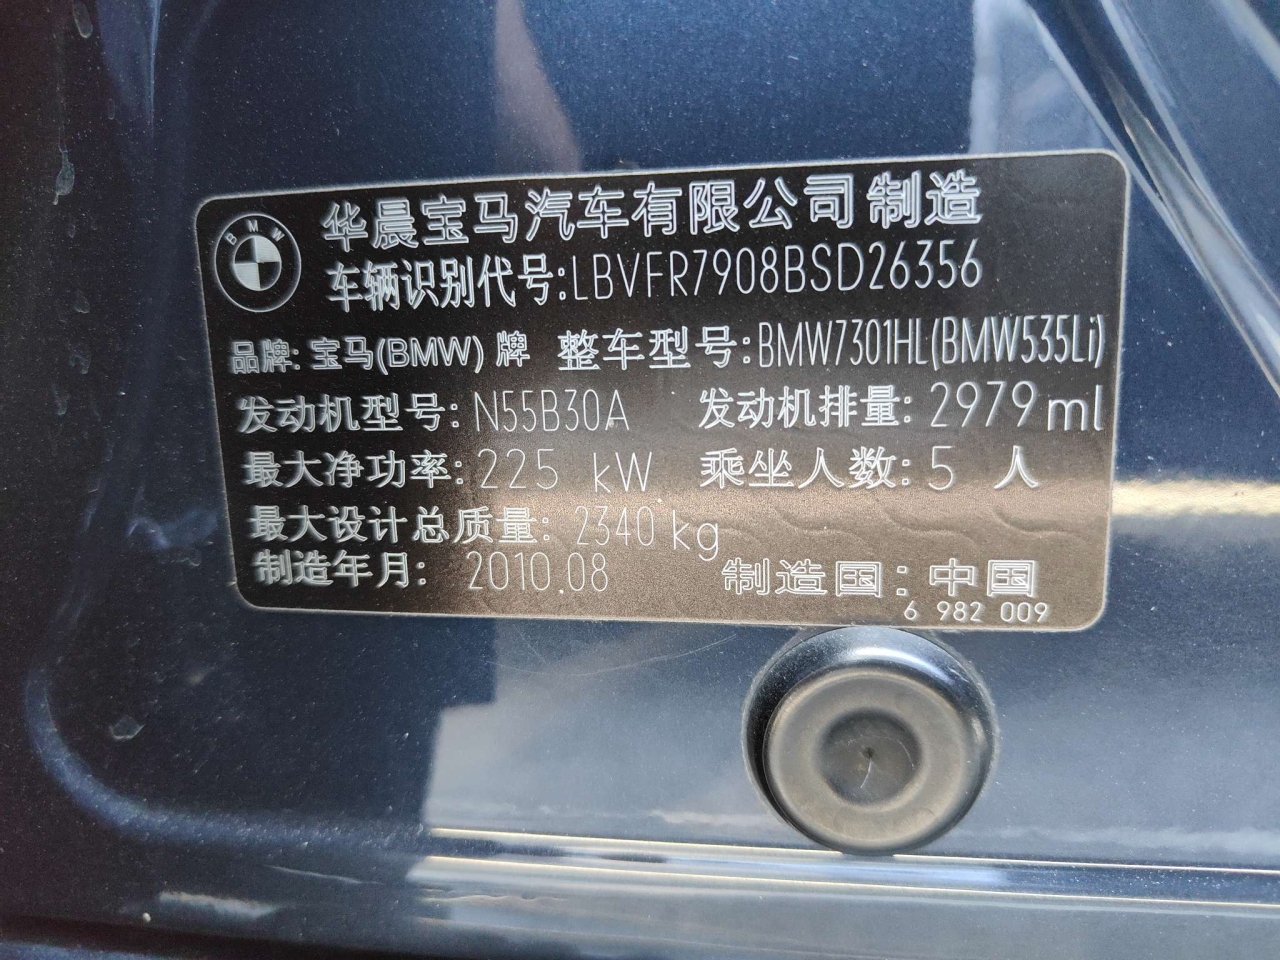 BMW
华晨宝马汽车有限公司制造
车辆识别代号:LBVFR7908BSD26356
品牌: 宝马(BMW) 牌 整车型号:BMW7301HL(BMW535Li)
发动机型号: N55B30A 发动机排量: 2979ml
最大净功率: 225 kW 乘坐人数: 5 人
最大设计总质量: 2340 kg
制造年月: 2010.08 制造国: 中国
6 982 009